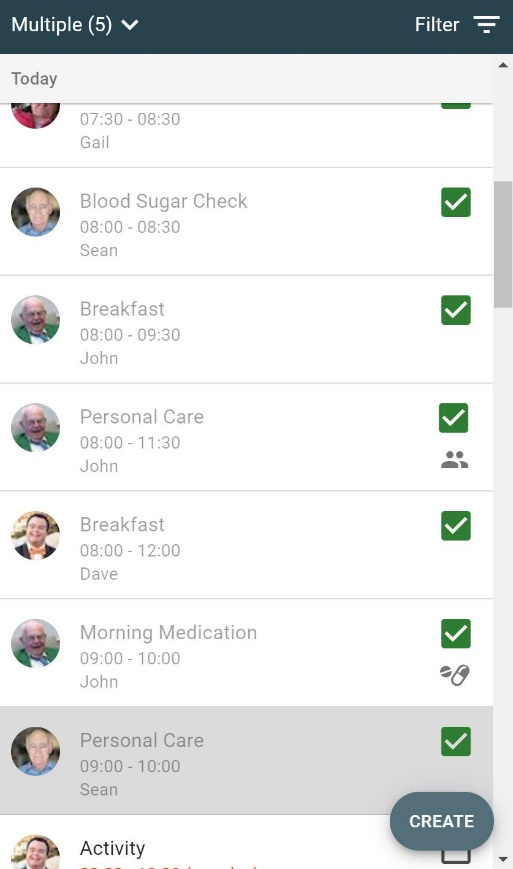 Multiple (5)
Filter
Today
07:30 - 08:30
Gail
Blood Sugar Check
08:00 - 08:30
Sean
Breakfast
08:00 - 09:30
John
Personal Care
08:00 - 11:30
John
Breakfast
08:00 - 12:00
Dave
Morning Medication
09:00 - 10:00
John
Personal Care
09:00 - 10:00
Sean
CREATE
Activity